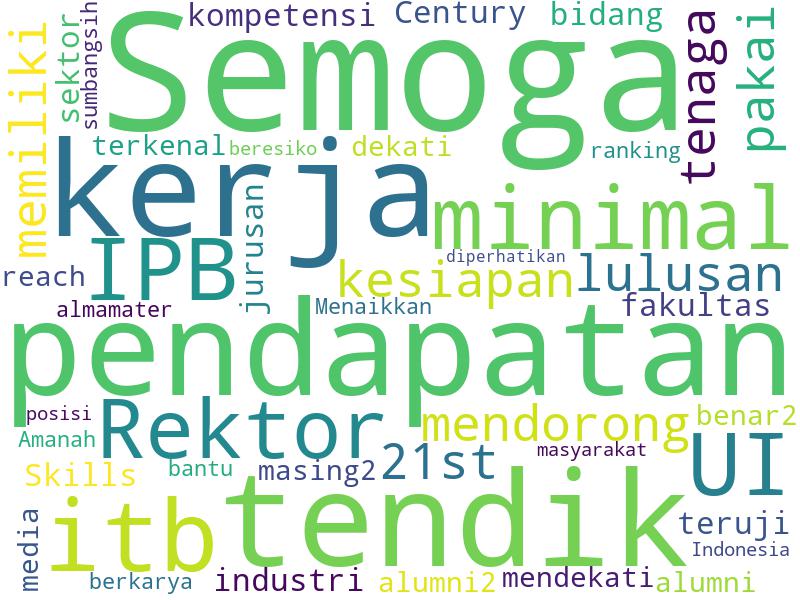 kompetensi
Century
bidang
sektor
sumbangsih
memiliki
Semoga
tenaga
pakai
terkenal
beresiko
dekati
ranking
kerja
minimal
IPB
jurusan
diperhatikan
reach
kesiapan
lulusan
almamater
Menaikkan
fakultas
pendapatan
posisi
Rektor
mendorong
benar2
Amanah
masyarakat
UI
Skills
bantu
masing2
21st
itb
tendik
media
teruji
Indonesia
berkarya
industri
alumni2
mendekati
alumni